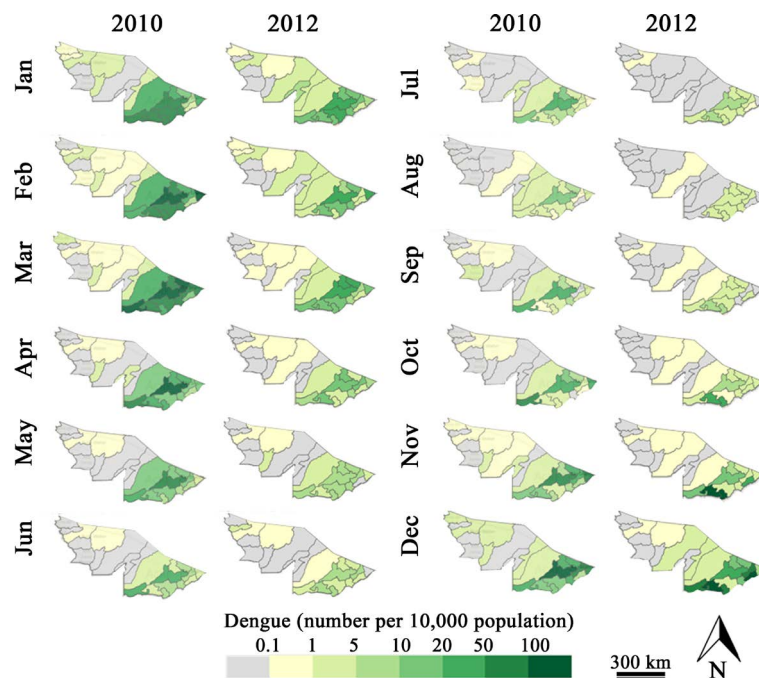 2010 2012 2010 2012
Jan Jul
Feb Aug
Mar Sep
Apr Oct
May Nov
Jun Dec
Dengue (number per 10,000 population)
0.1 1 5 10 20 50 100
300 km
N